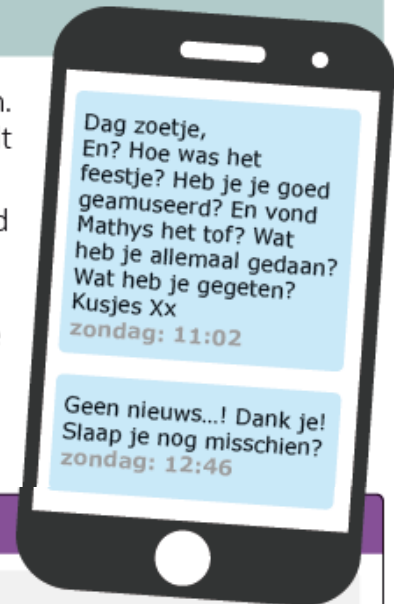 n.
t
d
Dag zoetje,
En? Hoe was het
feestje? Heb je je goed
geamuseerd? En vond
Mathys het tof? Wat
heb je allemaal gedaan?
Wat heb je gegeten?
Kusjes Xx
zondag: 11:02
Geen nieuws...! Dank je!
Slaap je nog misschien?
zondag: 12:46